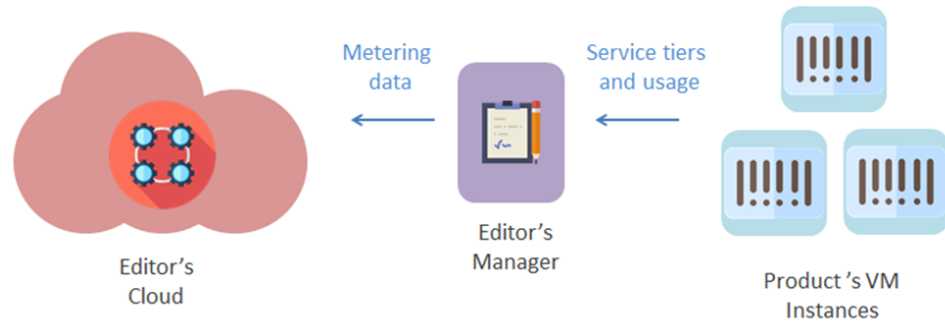 Metering
data
Service tiers
and usage
Editor's
Cloud
Editor's
Manager
Product 's VM
Instances